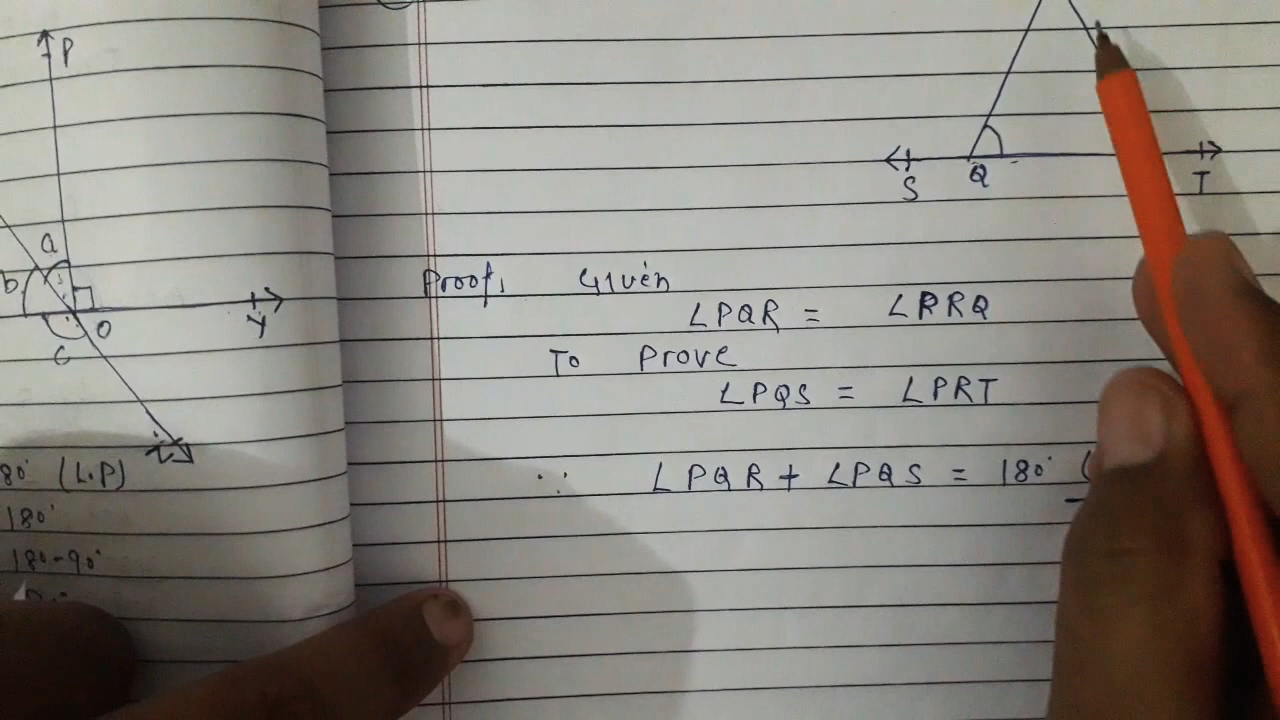 P
a
b
O
Y
c
80° (L.P)
180°
180-90°
S Q T
Proof, Given
∠PQR = ∠PRQ
To prove
∠PQS = ∠PRT
∵ ∠PQR + ∠PQS = 180° (